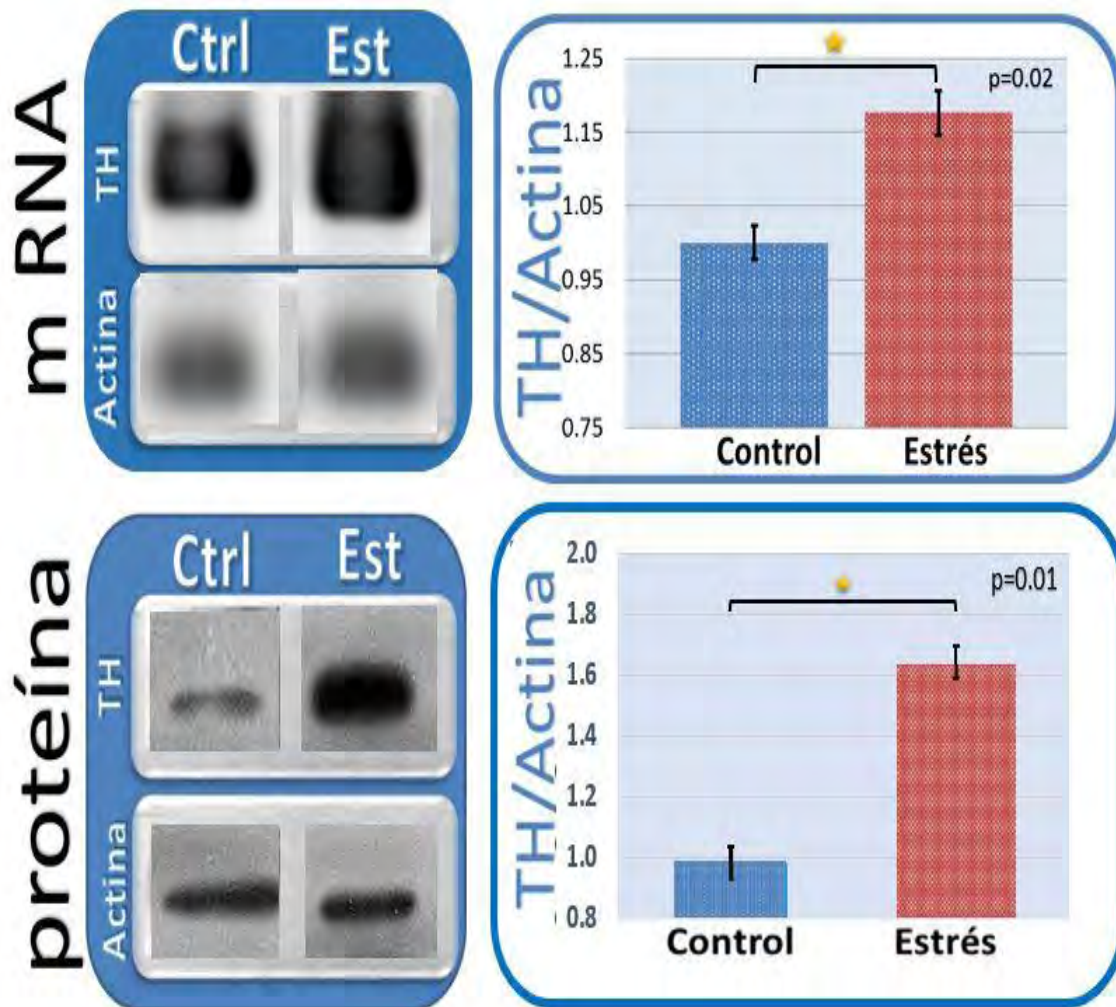 m RNA
Ctrl Est
TH
Actina
TH/Actina
1.25
1.15
1.05
0.95
0.85
0.75
p=0.02
Control Estrés
proteína
Ctrl Est
TH
Actina
TH/Actina
2.0
1.8
1.6
1.4
1.2
1.0
0.8
p=0.01
Control Estrés